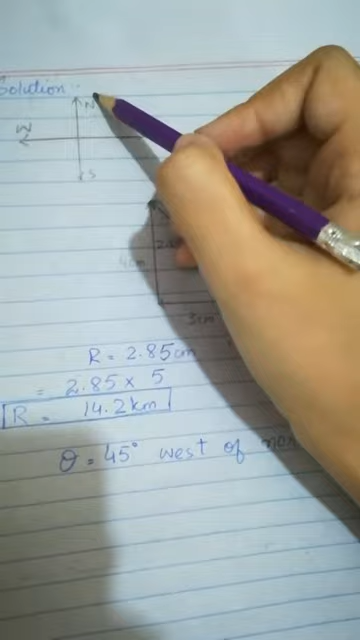 Solution:
N
W
S
4cm
3cm
R = 2.85cm
= 2.85 x 5
R = 14.2km
θ = 45° west of